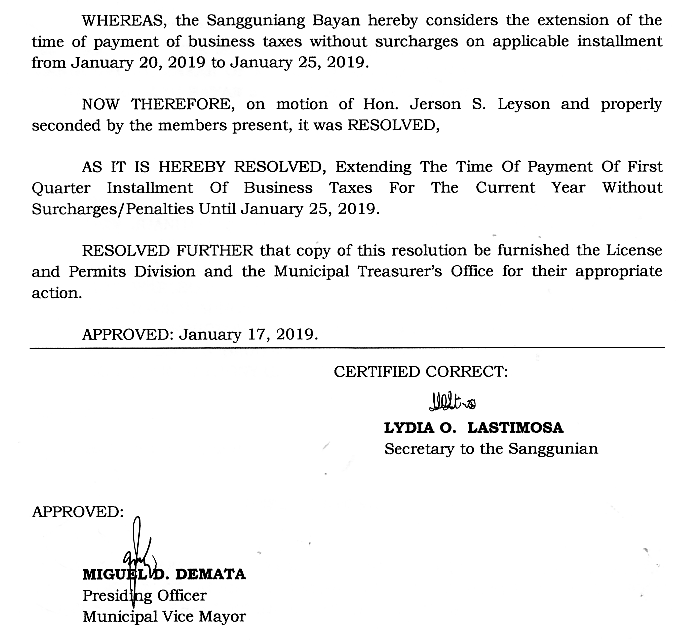 WHEREAS, the Sangguniang Bayan hereby considers the extension of the
time of payment of business taxes without surcharges on applicable installment
from January 20, 2019 to January 25, 2019.
NOW THEREFORE, on motion of Hon. Jerson S. Leyson and properly
seconded by the members present, it was RESOLVED,
AS IT IS HEREBY RESOLVED, Extending The Time Of Payment Of First
Quarter Installment Of Business Taxes For The Current Year Without
Surcharges/Penalties Until January 25, 2019.
RESOLVED FURTHER that copy of this resolution be furnished the License
and Permits Division and the Municipal Treasurer's Office for their appropriate
action.
APPROVED: January 17, 2019.
CERTIFIED CORRECT:
LYDIA O. LASTIMOSA
Secretary to the Sanggunian
APPROVED:
MIGUEL D. DEMATA
Presiding Officer
Municipal Vice Mayor